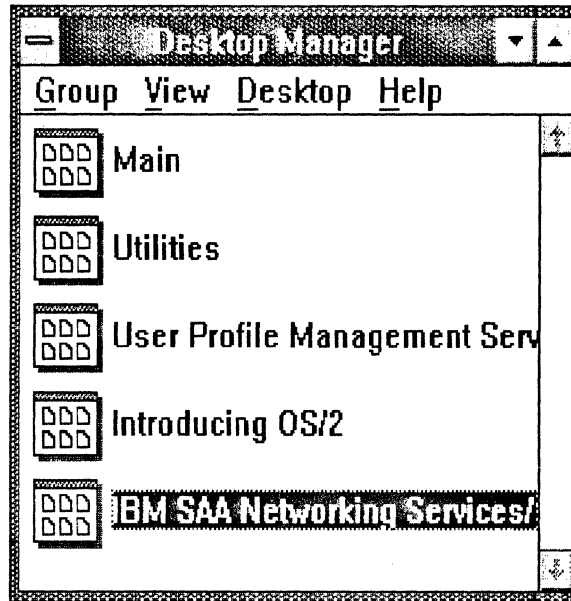 Desktop Manager
Group View Desktop Help
Main
Utilities
User Profile Management Serv
Introducing OS/2
IBM SAA Networking Services/